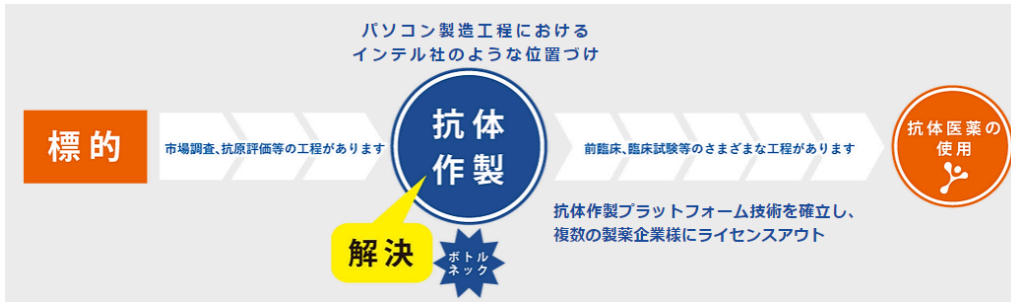 パソコン製造工程における
インテル社のような位置づけ
標的
市場調査、抗原評価等の工程があります
抗体
作製
前臨床、臨床試験等のさまざまな工程があります
抗体医薬の
使用
解決
ボトル
ネック
抗体作製プラットフォーム技術を確立し、
複数の製薬企業様にライセンスアウト